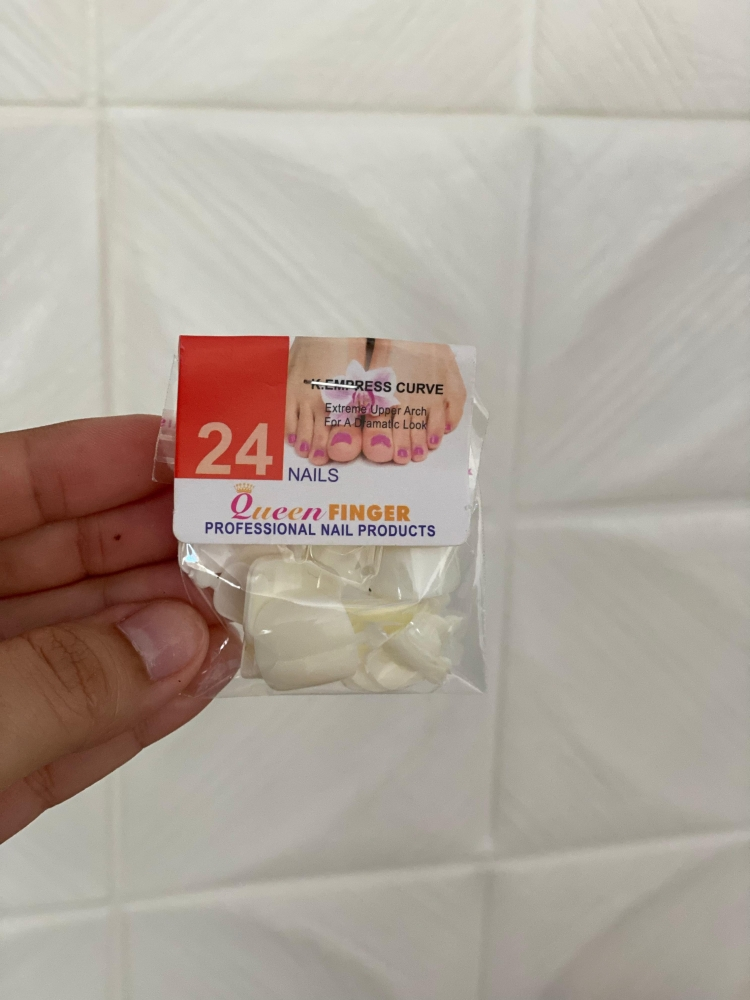 K.EMPRESS CURVE
Extreme Upper Arch
For A Dramatic Look
24
NAILS
Queen FINGER
PROFESSIONAL NAIL PRODUCTS